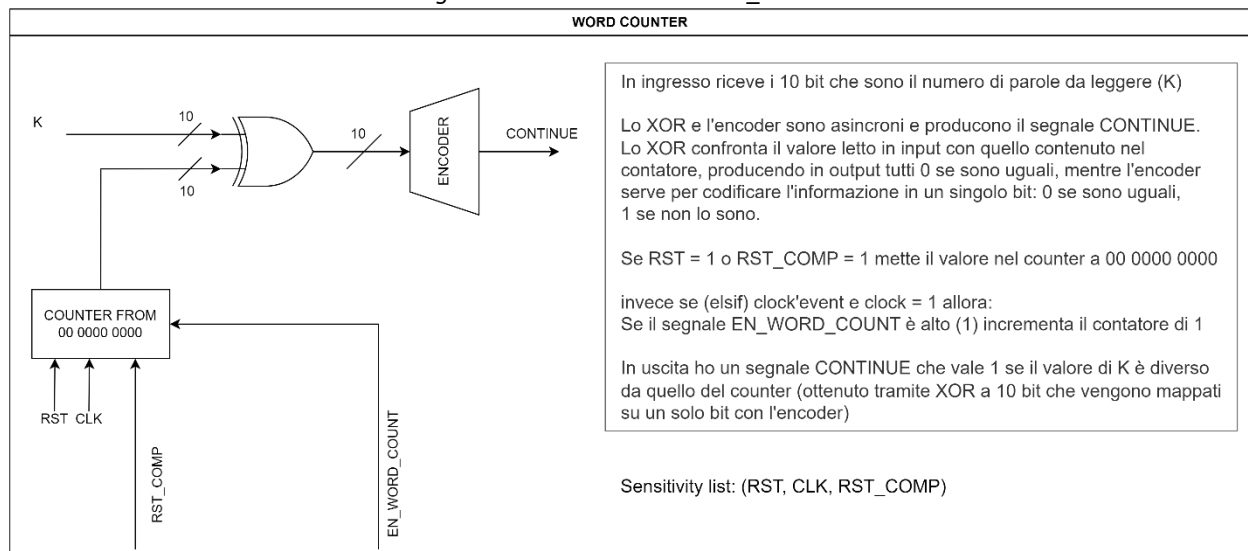 WORD COUNTER
K
10
10
10
ENCODER
CONTINUE
COUNTER FROM
00 0000 0000
RST CLK
RST_COMP
EN_WORD_COUNT
In ingresso riceve i 10 bit che sono il numero di parole da leggere (K)
Lo XOR e l'encoder sono asincroni e producono il segnale CONTINUE.
Lo XOR confronta il valore letto in input con quello contenuto nel
contatore, producendo in output tutti 0 se sono uguali, mentre l'encoder
serve per codificare l'informazione in un singolo bit: 0 se sono uguali,
1 se non lo sono.
Se RST = 1 o RST_COMP = 1 mette il valore nel counter a 00 0000 0000
invece se (elsif) clock'event e clock = 1 allora:
Se il segnale EN_WORD_COUNT è alto (1) incrementa il contatore di 1
In uscita ho un segnale CONTINUE che vale 1 se il valore di K è diverso
da quello del counter (ottenuto tramite XOR a 10 bit che vengono mappati
su un solo bit con l'encoder)
Sensitivity list: (RST, CLK, RST_COMP)